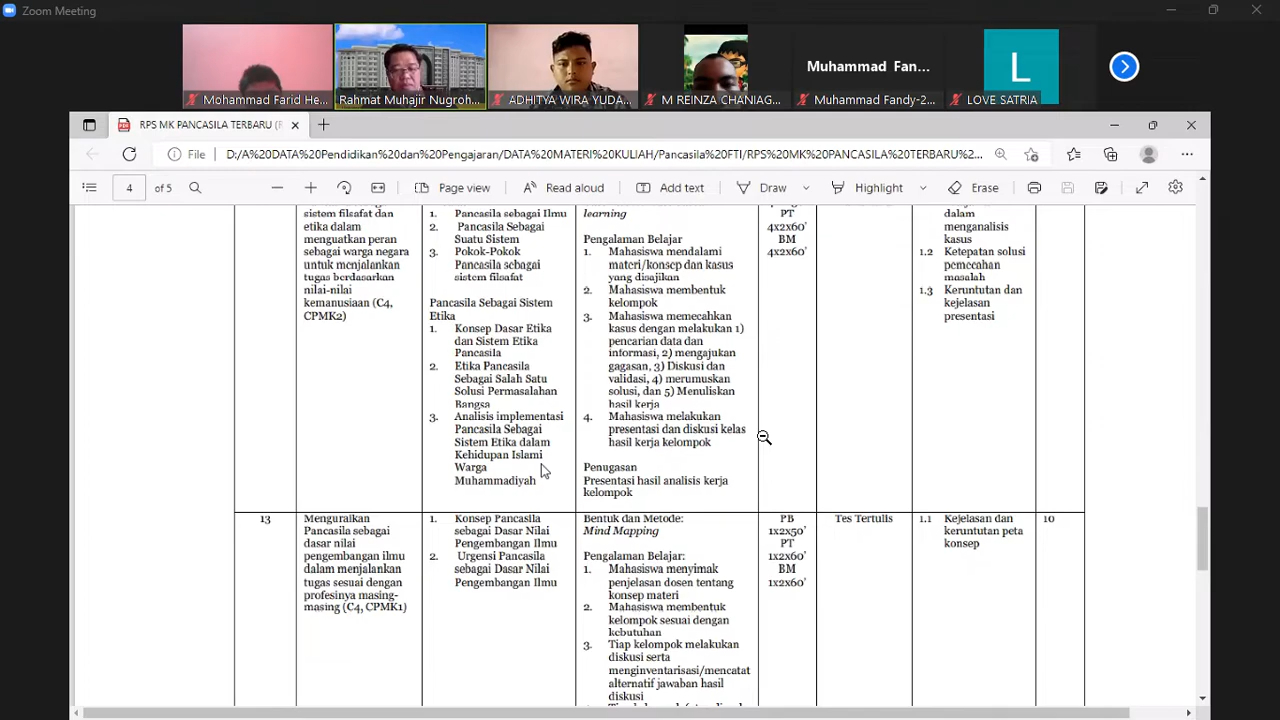 Zoom Meeting
Mohammad Farid He...
Rahmat Muhajir Nugroh...
ADHITYA WIRA YUDA...
M REINZA CHANIAG...
Muhammad Fan...
Muhammad Fandy-2...
L
LOVE SATRIA
RPS MK PANCASILA TERBARU (F
File
D:/A%20DATA%20Pendidikan%20dan%20Pengajaran/DATA%20MATERI%20KULIAH/Pancasila%20FTI/RPS%20MK%20PANCASILA%20TERBARU%2...
4 of 5
Page view
Read aloud
Add text
Draw
Highlight
Erase
sistem filsafat dan
etika dalam
menguatkan peran
sebagai warga negara
untuk menjalankan
tugas berdasarkan
nilai-nilai
kemanusiaan (C4,
CPMK2)
1. Pancasila sebagai Ilmu
2. Pancasila Sebagai
Suatu Sistem
3. Pokok-Pokok
Pancasila sebagai
sistem filsafat
Pancasila Sebagai Sistem
Etika
1. Konsep Dasar Etika
dan Sistem Etika
Pancasila
2. Etika Pancasila
Sebagai Salah Satu
Solusi Permasalahan
Bangsa
3. Analisis implementasi
Pancasila Sebagai
Sistem Etika dalam
Kehidupan Islami
Warga
Muhammadiyah
learning
Pengalaman Belajar
1. Mahasiswa mendalami
materi/konsep dan kasus
yang disajikan
2. Mahasiswa membentuk
kelompok
3. Mahasiswa memecahkan
kasus dengan melakukan 1)
pencarian data dan
informasi, 2) mengajukan
gagasan, 3) Diskusi dan
validasi, 4) merumuskan
solusi, dan 5) Menuliskan
hasil kerja
4. Mahasiswa melakukan
presentasi dan diskusi kelas
hasil kerja kelompok
Penugasan
Presentasi hasil analisis kerja
kelompok
PT
4x2x60'
BM
4x2x60'
dalam
menganalisis
kasus
1.2 Ketepatan solusi
pemecahan
masalah
1.3 Keruntutan dan
kejelasan
presentasi
13
Menguraikan
Pancasila sebagai
dasar nilai
pengembangan ilmu
dalam menjalankan
tugas sesuai dengan
profesinya masing-
masing (C4, CPMK1)
1. Konsep Pancasila
sebagai Dasar Nilai
Pengembangan Ilmu
2. Urgensi Pancasila
sebagai Dasar Nilai
Pengembangan Ilmu
Bentuk dan Metode:
Mind Mapping
Pengalaman Belajar:
1. Mahasiswa menyimak
penjelasan dosen tentang
konsep materi
2. Mahasiswa membentuk
kelompok sesuai dengan
kebutuhan
3. Tiap kelompok melakukan
diskusi serta
menginventarisasi/mencatat
alternatif jawaban hasil
diskusi
PB
1x2x50'
PT
1x2x60'
BM
1x2x60'
Tes Tertulis
1.1 Kejelasan dan
keruntutan peta
konsep
10